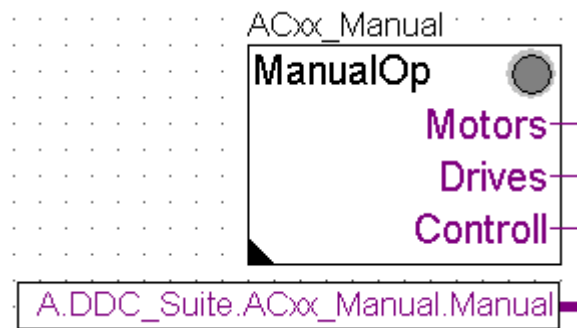 ACxx_Manual
ManualOp
Motors
Drives
Controll
A.DDC_Suite.ACxx_Manual.Manual